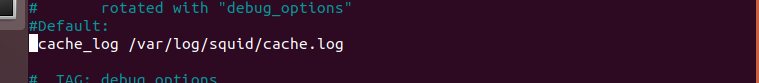 #       rotated with "debug_options"
#Default:
cache_log /var/log/squid/cache.log
#  TAG: debug_options